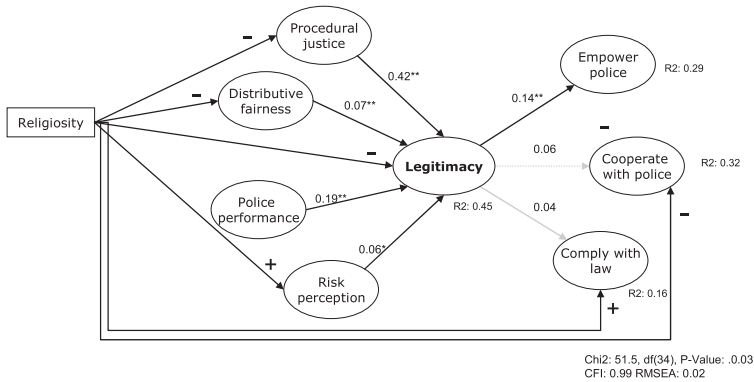 Procedural
justice
−
Empower
police
R2: 0.29
0.42**
Distributive
fairness
−
0.14**
0.07**
Religiosity
−
−
0.06
Legitimacy
Cooperate
with police
R2: 0.32
Police
performance
0.19**
R2: 0.45
0.04
−
0.06*
Comply with
law
+
Risk
perception
R2: 0.16
+
Chi2: 51.5, df(34), P-Value: .0.03
CFI: 0.99 RMSEA: 0.02